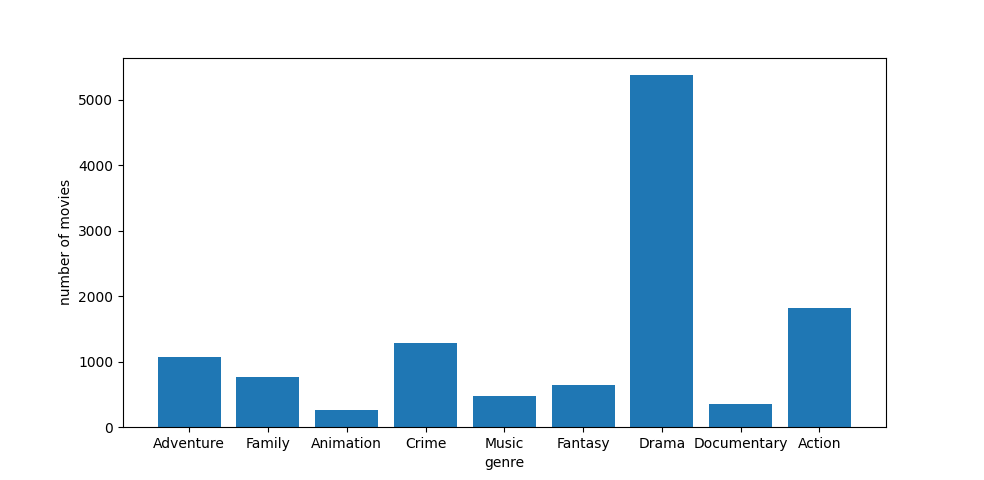 number of movies
5000
4000
3000
2000
1000
0
Adventure Family Animation Crime Music Fantasy Drama Documentary Action
genre